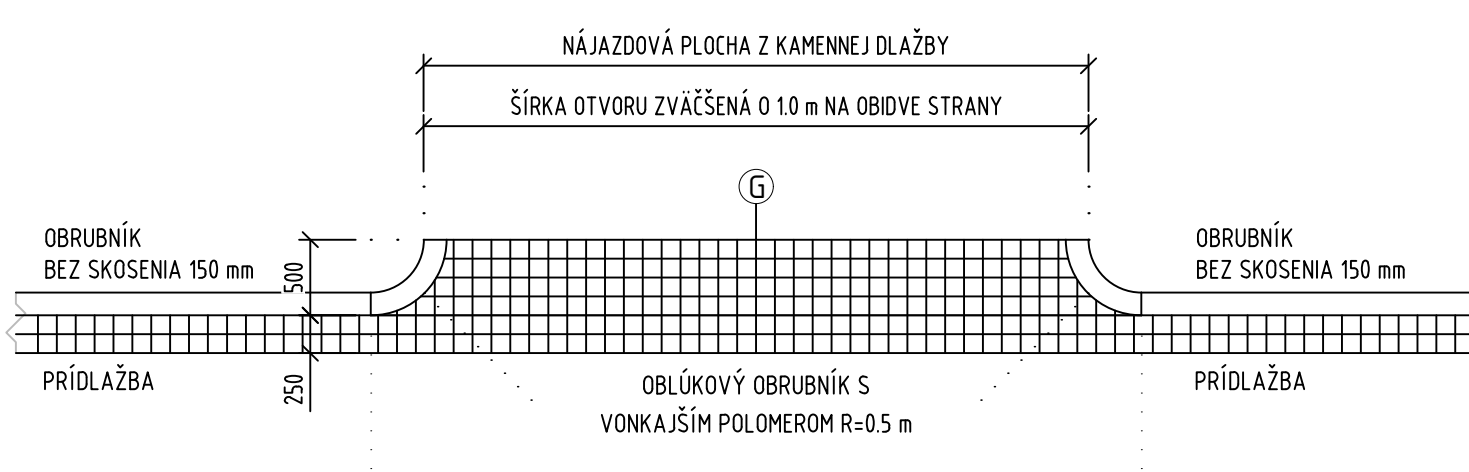 NÁJAZDOVÁ PLOCHA Z KAMENNEJ DLAŽBY
ŠÍRKA OTVORU ZVÄČŠENÁ O 1.0 m NA OBIDVE STRANY
G
OBRUBNÍK
BEZ SKOSENIA 150 mm
500
OBRUBNÍK
BEZ SKOSENIA 150 mm
PRÍDLAŽBA
250
OBLÚKOVÝ OBRUBNÍK S
VONKAJŠÍM POLOMEROM R=0.5 m
PRÍDLAŽBA